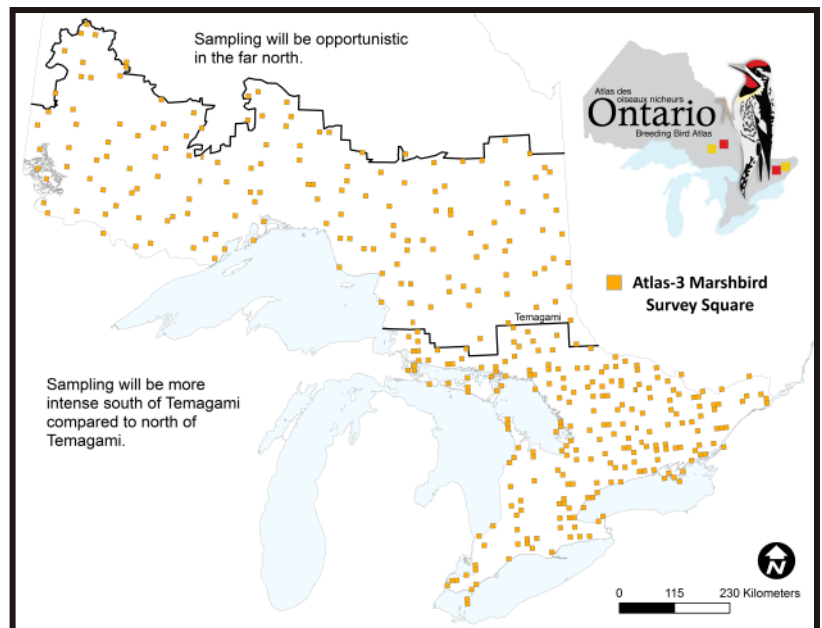 Sampling will be opportunistic
in the far north.
Atlas des
oiseaux nicheurs
Ontario
Breeding Bird Atlas
Atlas-3 Marshbird
Survey Square
Temagami
Sampling will be more
intense south of Temagami
compared to north of
Temagami.
N
0 115 230 Kilometers